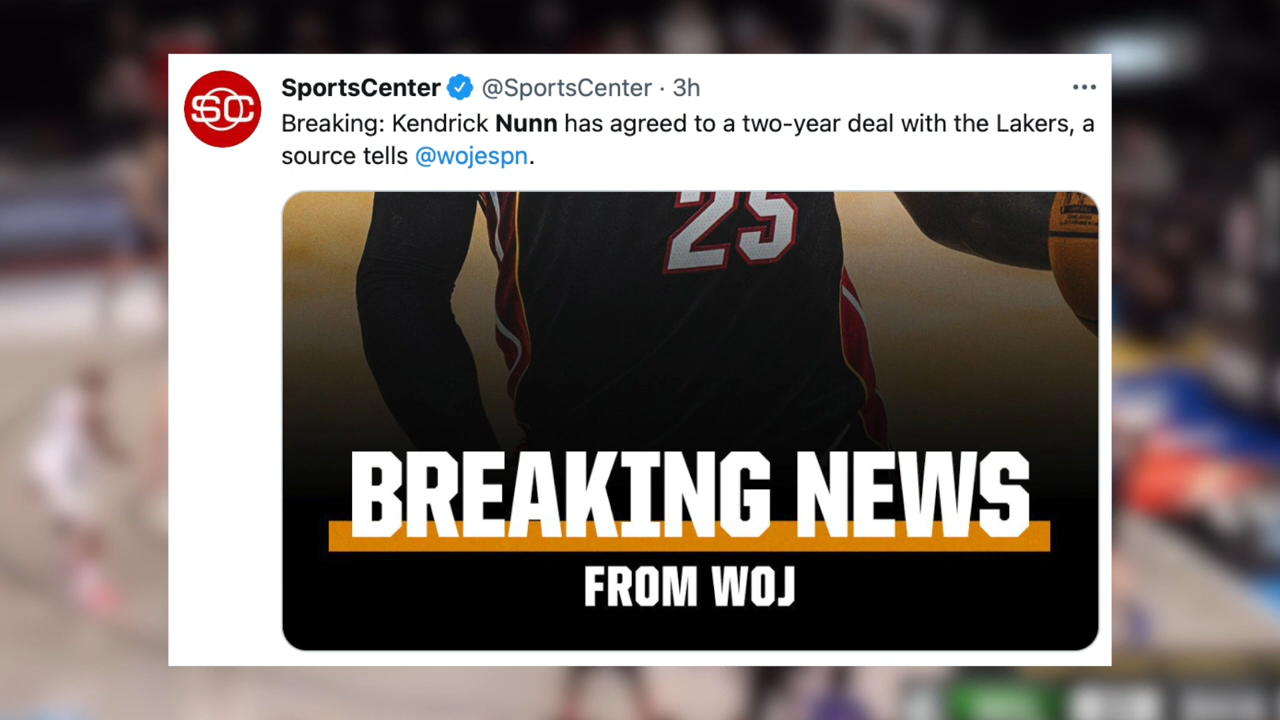 SC
SportsCenter @SportsCenter · 3h
Breaking: Kendrick Nunn has agreed to a two-year deal with the Lakers, a
source tells @wojespn.
25
BREAKING NEWS
FROM WOJ